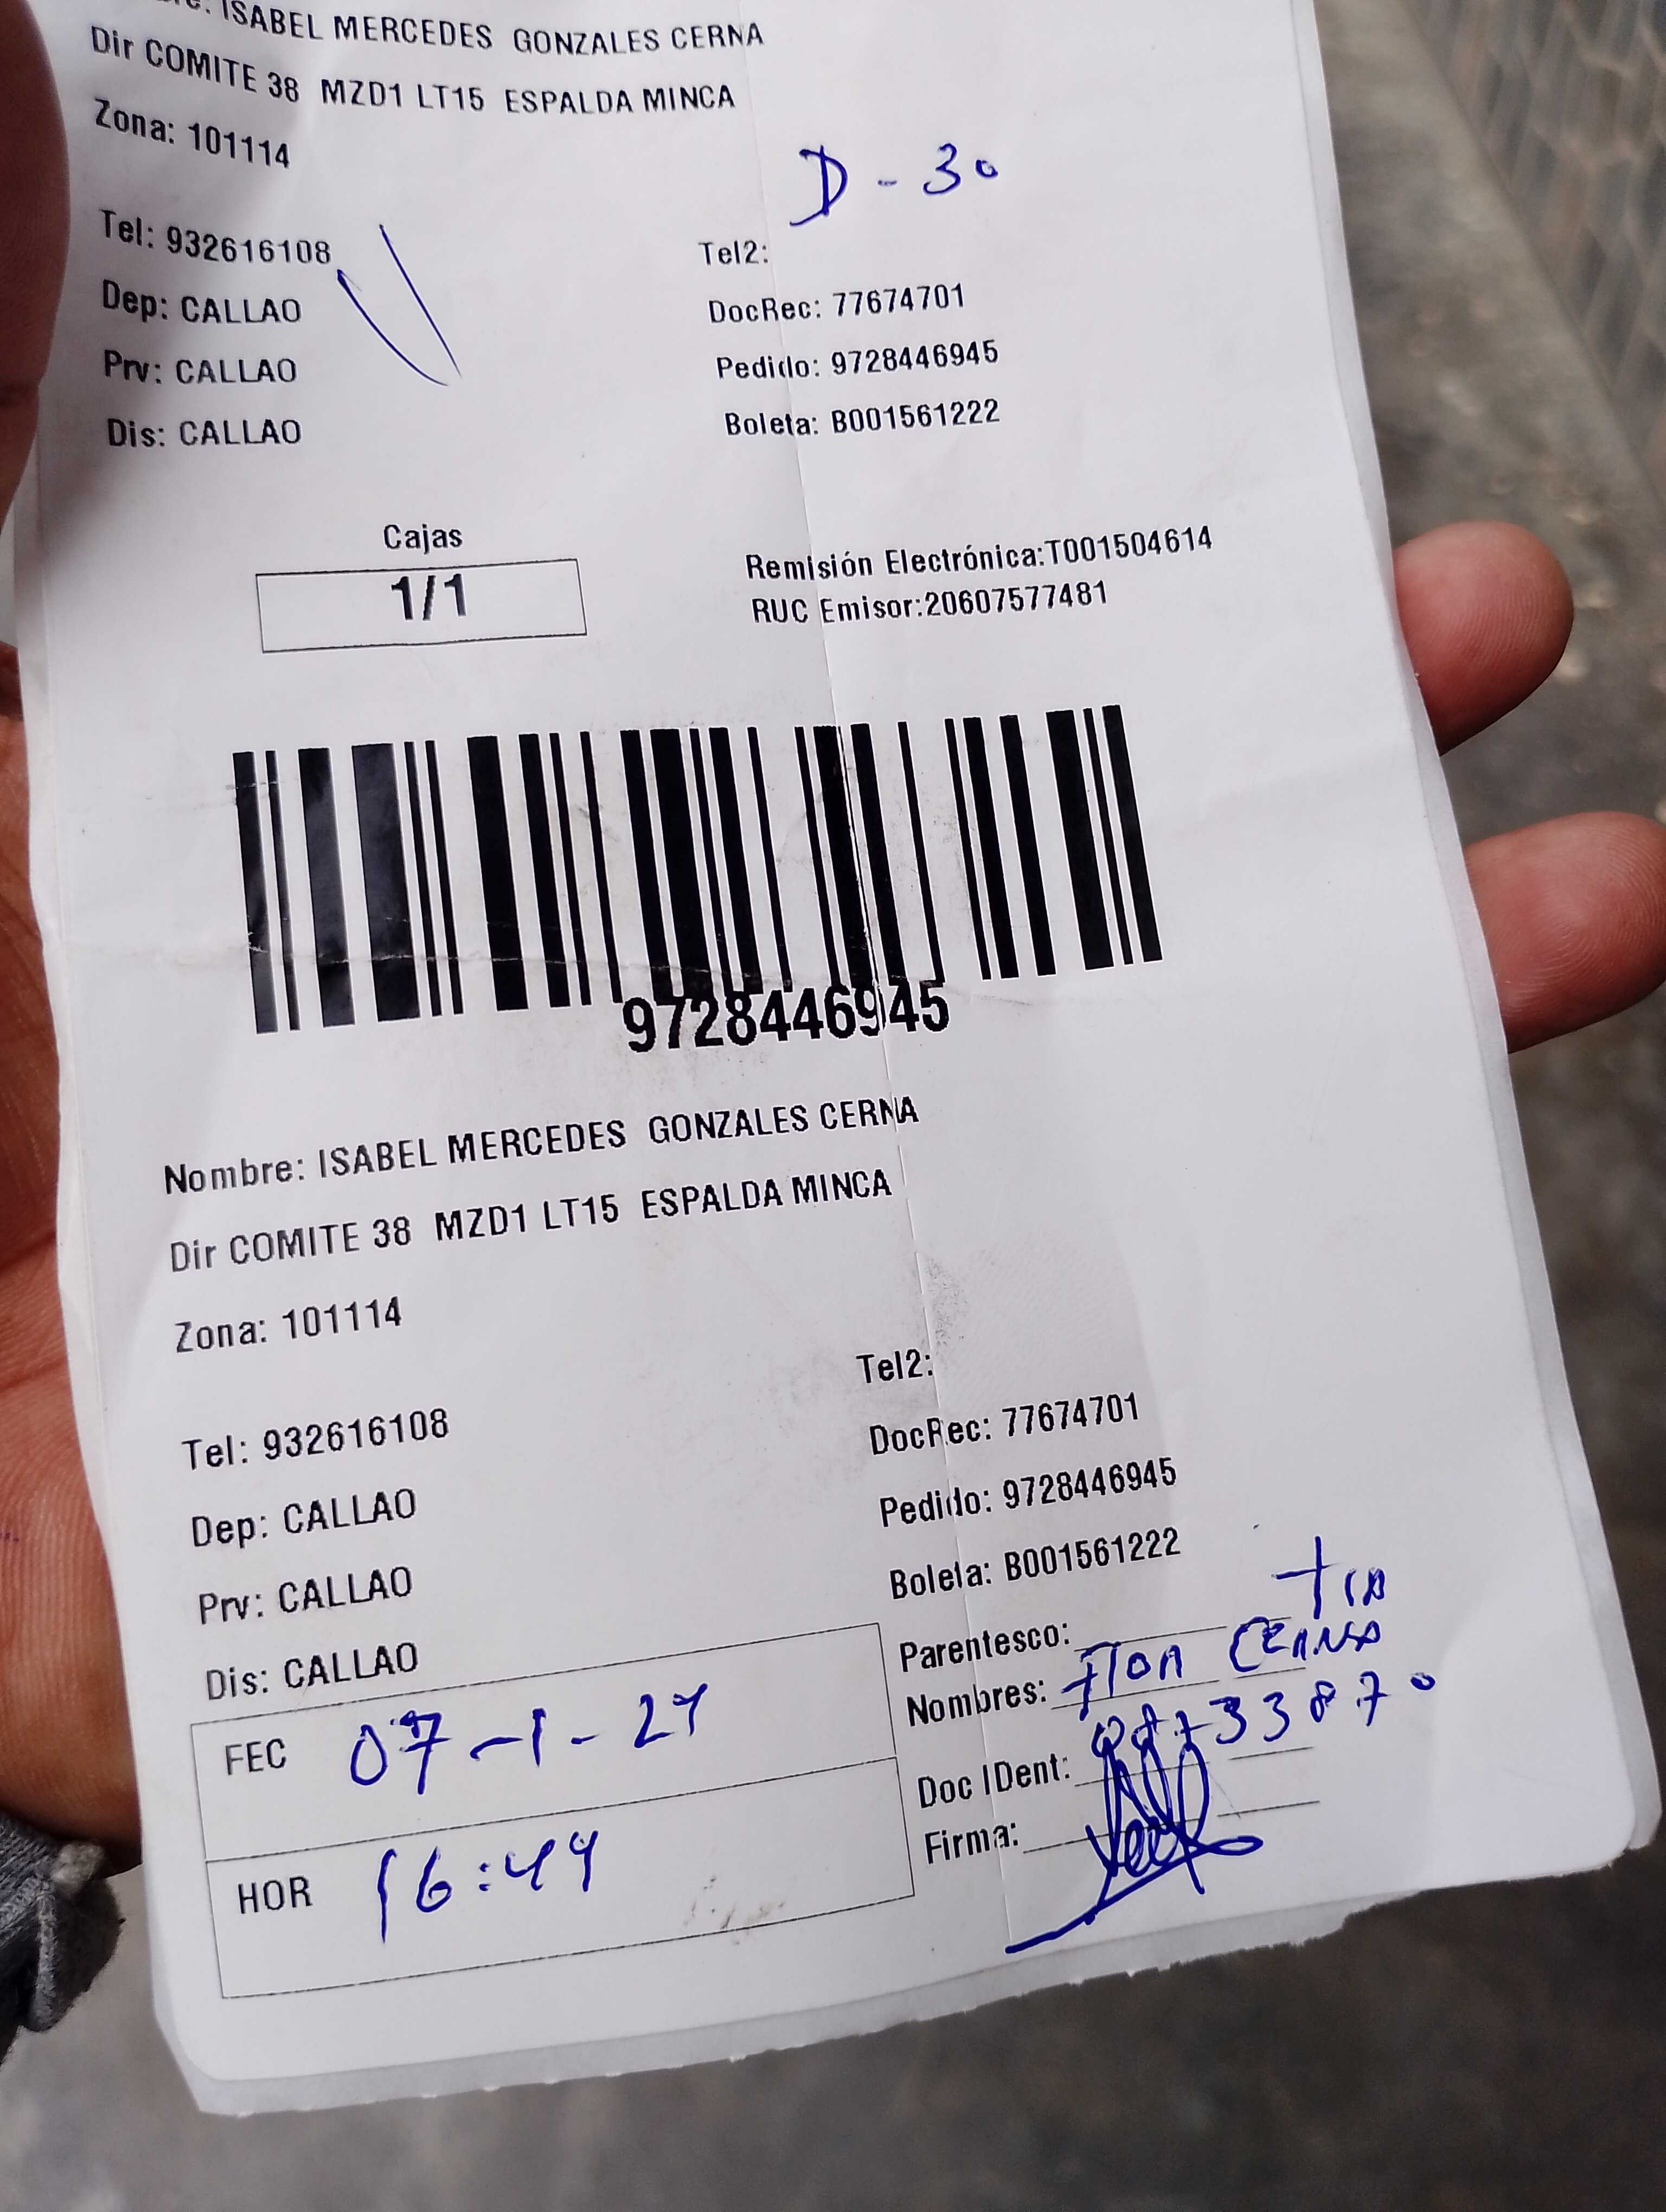 ISABEL MERCEDES GONZALES CERNA
Dir COMITE 38 MZD1 LT15 ESPALDA MINCA
Zona: 101114
D-30
Tel: 932616108
Tel2:
Dep: CALLAO
DocRec: 77674701
Prv: CALLAO
Pedido: 9728446945
Dis: CALLAO
Boleta: B001561222
Cajas
1/1
Remisión Electrónica:T001504614
RUC Emisor:20607577481
9728446945
Nombre: ISABEL MERCEDES GONZALES CERNA
Dir COMITE 38 MZD1 LT15 ESPALDA MINCA
Zona: 101114
Tel2:
Tel: 932616108
DocRec: 77674701
Dep: CALLAO
Pedido: 9728446945
Prv: CALLAO
Boleta: B001561222
Dis: CALLAO
Parentesco: TIA
Nombres: FLOR CERNA
FEC 07-1-24
Doc IDent:
Firma:
HOR 16:44